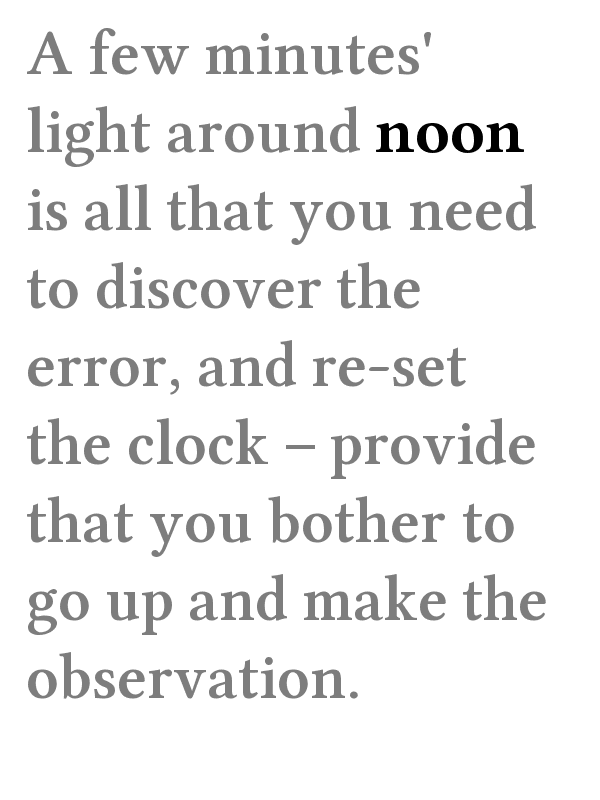 A few minutes'
light around noon
is all that you need
to discover the
error, and re-set
the clock – provide
that you bother to
go up and make the
observation.